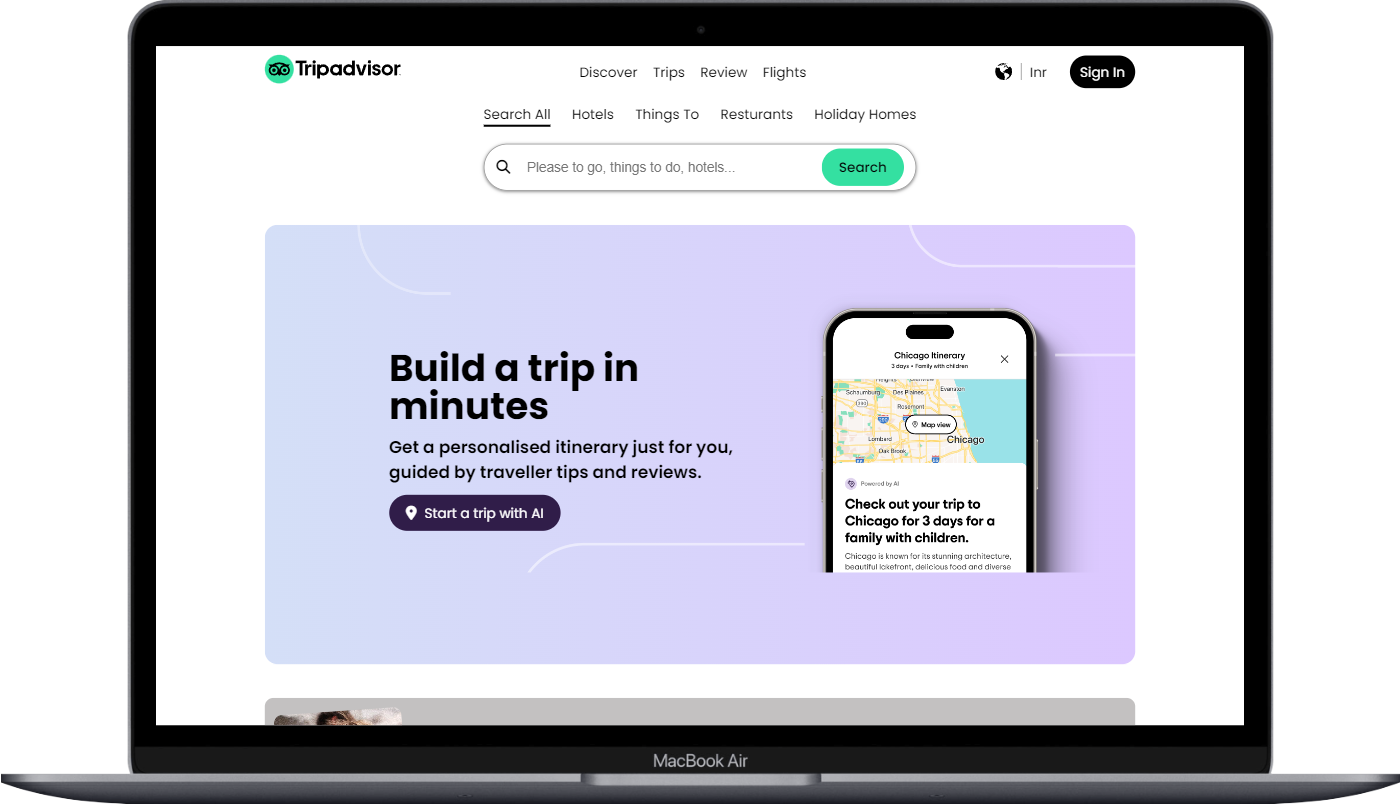 Tripadvisor
Discover Trips Review Flights
Inr
Sign In
Search All Hotels Things To Resturants Holiday Homes
Please to go, things to do, hotels...
Search
Build a trip in
minutes
Get a personalised itinerary just for you,
guided by traveller tips and reviews.
Start a trip with AI
Chicago Itinerary
3 days • Family with children
Schaumburg
Des Plaines
Evanston
Rosemont
Map view
Lombard
Chicago
Oak Brook
Powered by AI
Check out your trip to
Chicago for 3 days for a
family with children.
Chicago is known for its stunning architecture,
beautiful lakefront, delicious food and diverse
MacBook Air